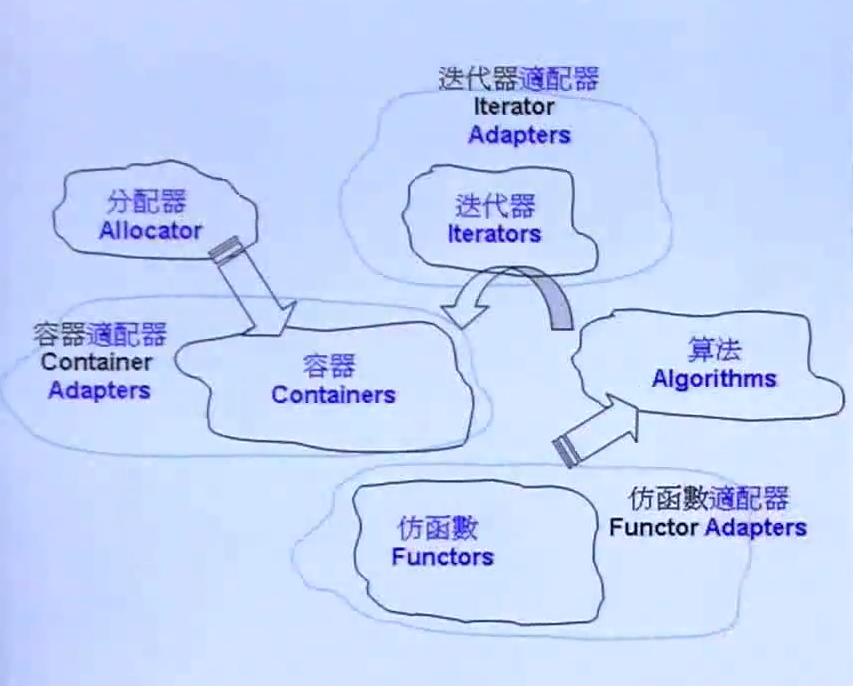 迭代器適配器
Iterator
Adapters
分配器
Allocator
迭代器
Iterators
容器適配器
Container
Adapters
容器
Containers
算法
Algorithms
仿函數
Functors
仿函數適配器
Functor Adapters